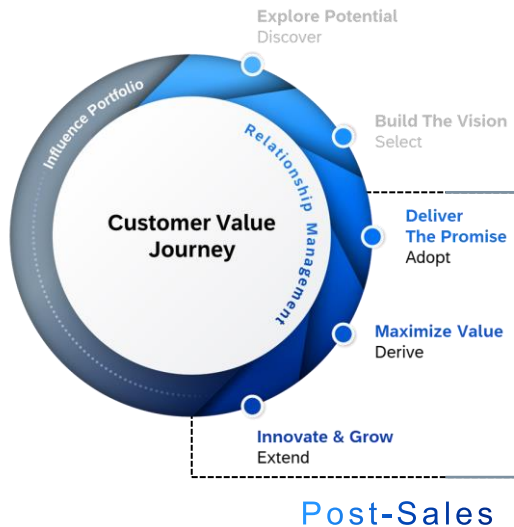 Explore Potential
Discover
Influence Portfolio
Build The Vision
Select
Relationship Management
Customer Value
Journey
Deliver
The Promise
Adopt
Maximize Value
Derive
Innovate & Grow
Extend
Post-Sales